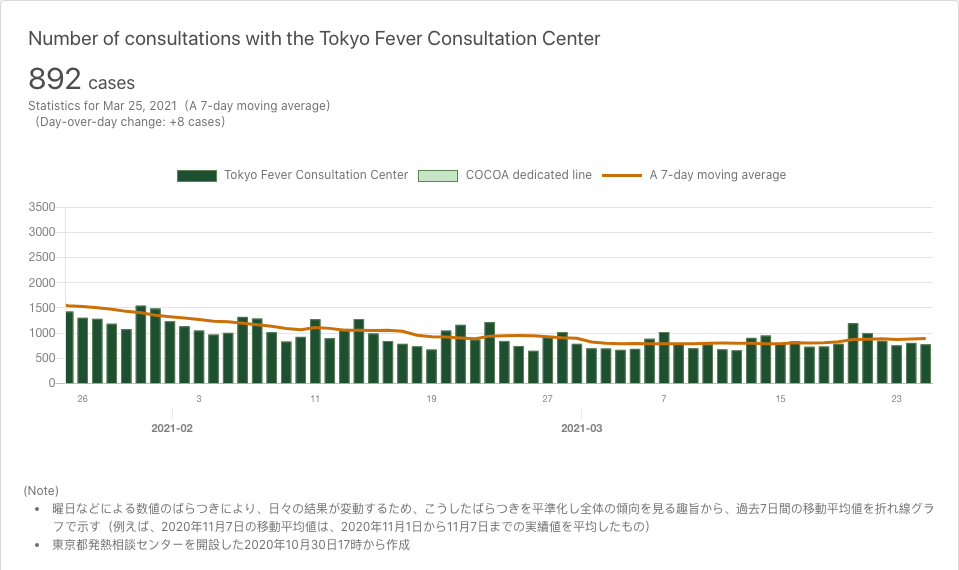 Number of consultations with the Tokyo Fever Consultation Center
892 cases
Statistics for Mar 25, 2021（A 7-day moving average）
（Day-over-day change: +8 cases）
Tokyo Fever Consultation Center COCOA dedicated line A 7-day moving average
3500
3000
2500
2000
1500
1000
500
0
26 3 11 19 27 7 15 23
2021-02 2021-03
(Note)
• 曜日などによる数値のばらつきにより、日々の結果が変動するため、こうしたばらつきを平準化し全体の傾向を見る趣旨から、過去7日間の移動平均値を折れ線グラ
フで示す（例えば、2020年11月7日の移動平均値は、2020年11月1日から11月7日までの実績値を平均したもの）
• 東京都発熱相談センターを開設した2020年10月30日17時から作成